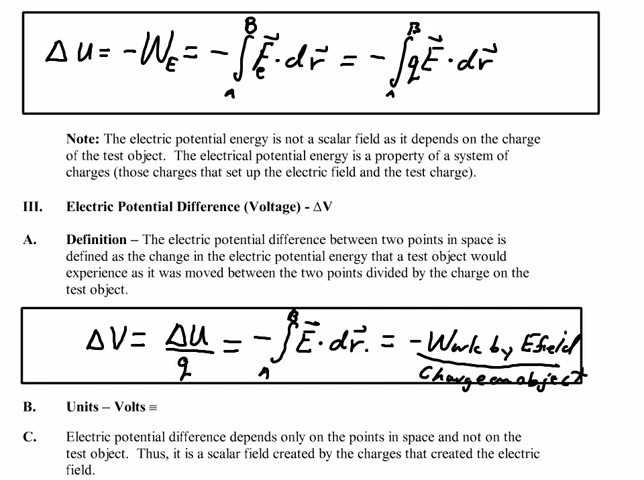 ΔU = -W_E = -∫_A^B F⃗_e · dr⃗ = -∫_A^B qE⃗ · dr⃗
Note: The electric potential energy is not a scalar field as it depends on the charge
of the test object. The electrical potential energy is a property of a system of
charges (those charges that set up the electric field and the test charge).
III. Electric Potential Difference (Voltage) - ΔV
A. Definition – The electric potential difference between two points in space is
defined as the change in the electric potential energy that a test object would
experience as it was moved between the two points divided by the charge on the
test object.
ΔV = ΔU/q = -∫_A^B E⃗ · dr⃗. = -Work by Efield / Charge on object
B. Units – Volts ≡
C. Electric potential difference depends only on the points in space and not on the
test object. Thus, it is a scalar field created by the charges that created the electric
field.